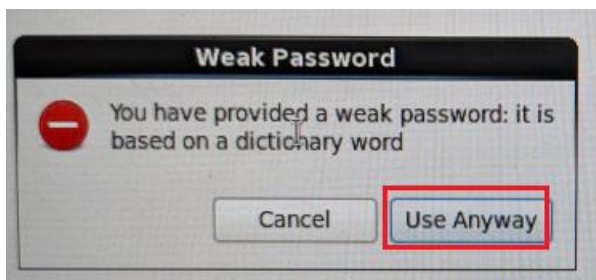 Weak Password
You have provided a weak password: it is
based on a dictionary word
Cancel
Use Anyway